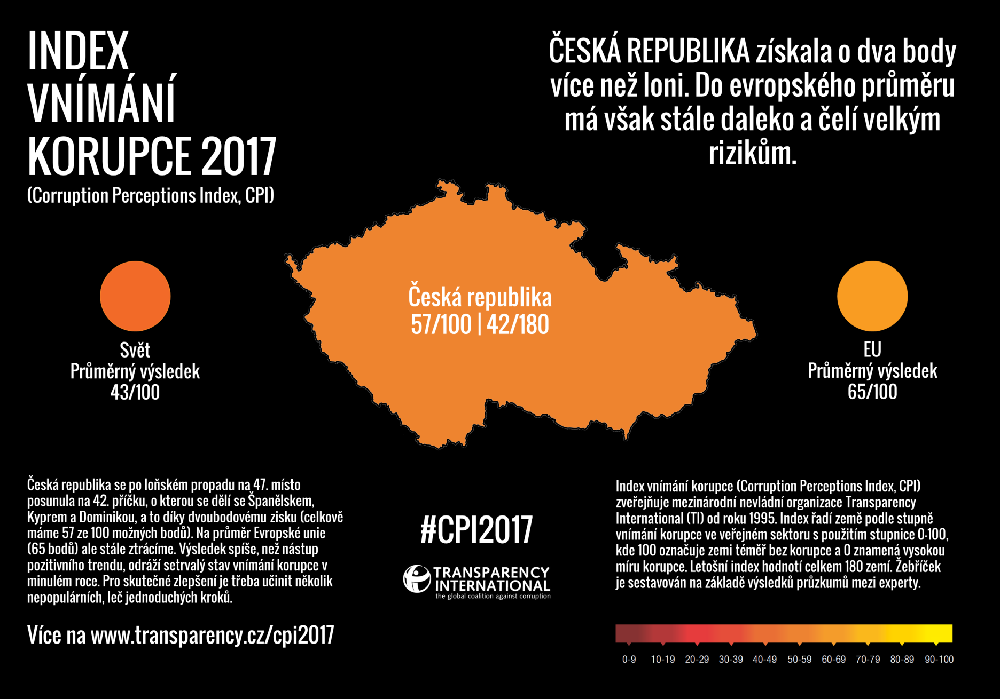 INDEX
VNÍMÁNÍ
KORUPCE 2017
(Corruption Perceptions Index, CPI)
ČESKÁ REPUBLIKA získala o dva body
více než loni. Do evropského průměru
má však stále daleko a čelí velkým
rizikům.
Česká republika
57/100 | 42/180
Svět
Průměrný výsledek
43/100
EU
Průměrný výsledek
65/100
Česká republika se po loňském propadu na 47. místo
posunula na 42. příčku, o kterou se dělí se Španělskem,
Kyprem a Dominikou, a to díky dvoubodovému zisku (celkově
máme 57 ze 100 možných bodů). Na průměr Evropské unie
(65 bodů) ale stále ztrácíme. Výsledek spíše, než nástup
pozitivního trendu, odráží setrvalý stav vnímání korupce v
minulém roce. Pro skutečné zlepšení je třeba učinit několik
nepopulárních, leč jednoduchých kroků.
Více na www.transparency.cz/cpi2017
#CPI2017
TRANSPARENCY
INTERNATIONAL
the global coalition against corruption
Index vnímání korupce (Corruption Perceptions Index, CPI)
zveřejňuje mezinárodní nevládní organizace Transparency
International (TI) od roku 1995. Index řadí země podle stupně
vnímání korupce ve veřejném sektoru s použitím stupnice 0-100,
kde 100 označuje zemi téměř bez korupce a 0 znamená vysokou
míru korupce. Letošní index hodnotí celkem 180 zemí. Žebříček
je sestavován na základě výsledků průzkumů mezi experty.
0-9 10-19 20-29 30-39 40-49 50-59 60-69 70-79 80-89 90-100